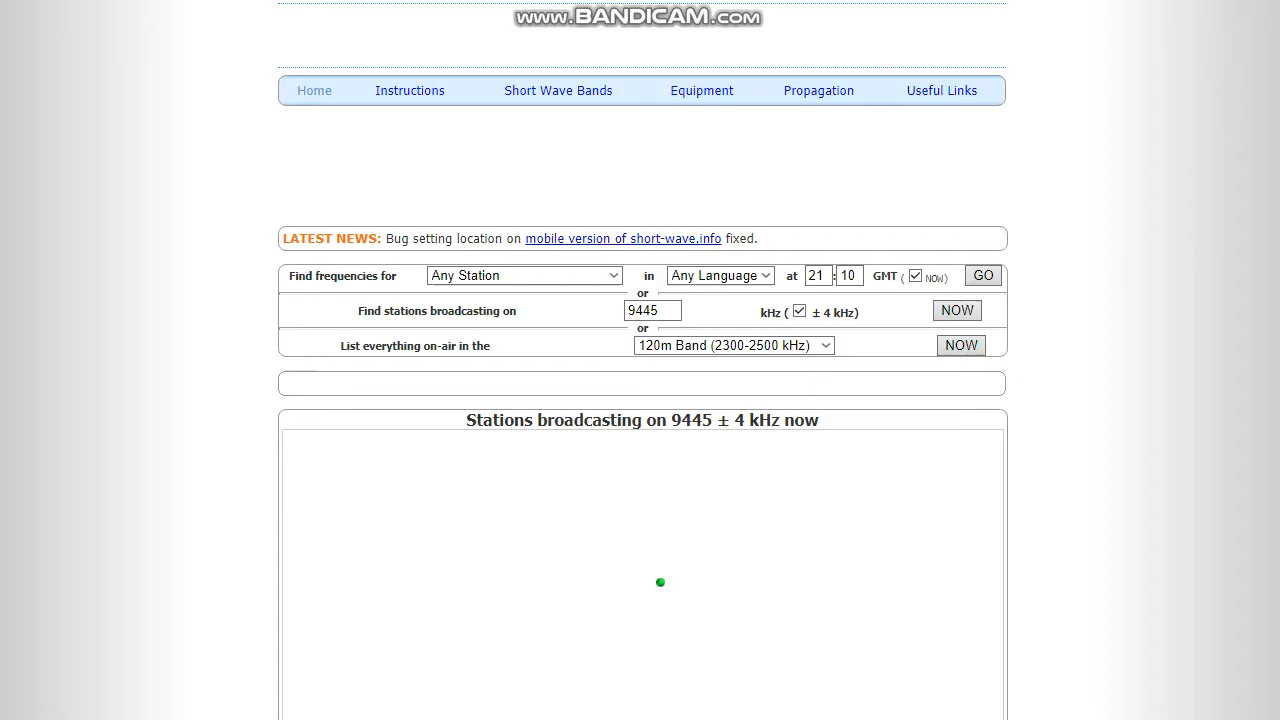 www.BANDICAM.com
Home Instructions Short Wave Bands Equipment Propagation Useful Links
LATEST NEWS: Bug setting location on mobile version of short-wave.info fixed.
Find frequencies for Any Station in Any Language at 21 : 10 GMT ( NOW) GO
or
Find stations broadcasting on 9445 kHz ( ± 4 kHz) NOW
or
List everything on-air in the 120m Band (2300-2500 kHz) NOW
Stations broadcasting on 9445 ± 4 kHz now